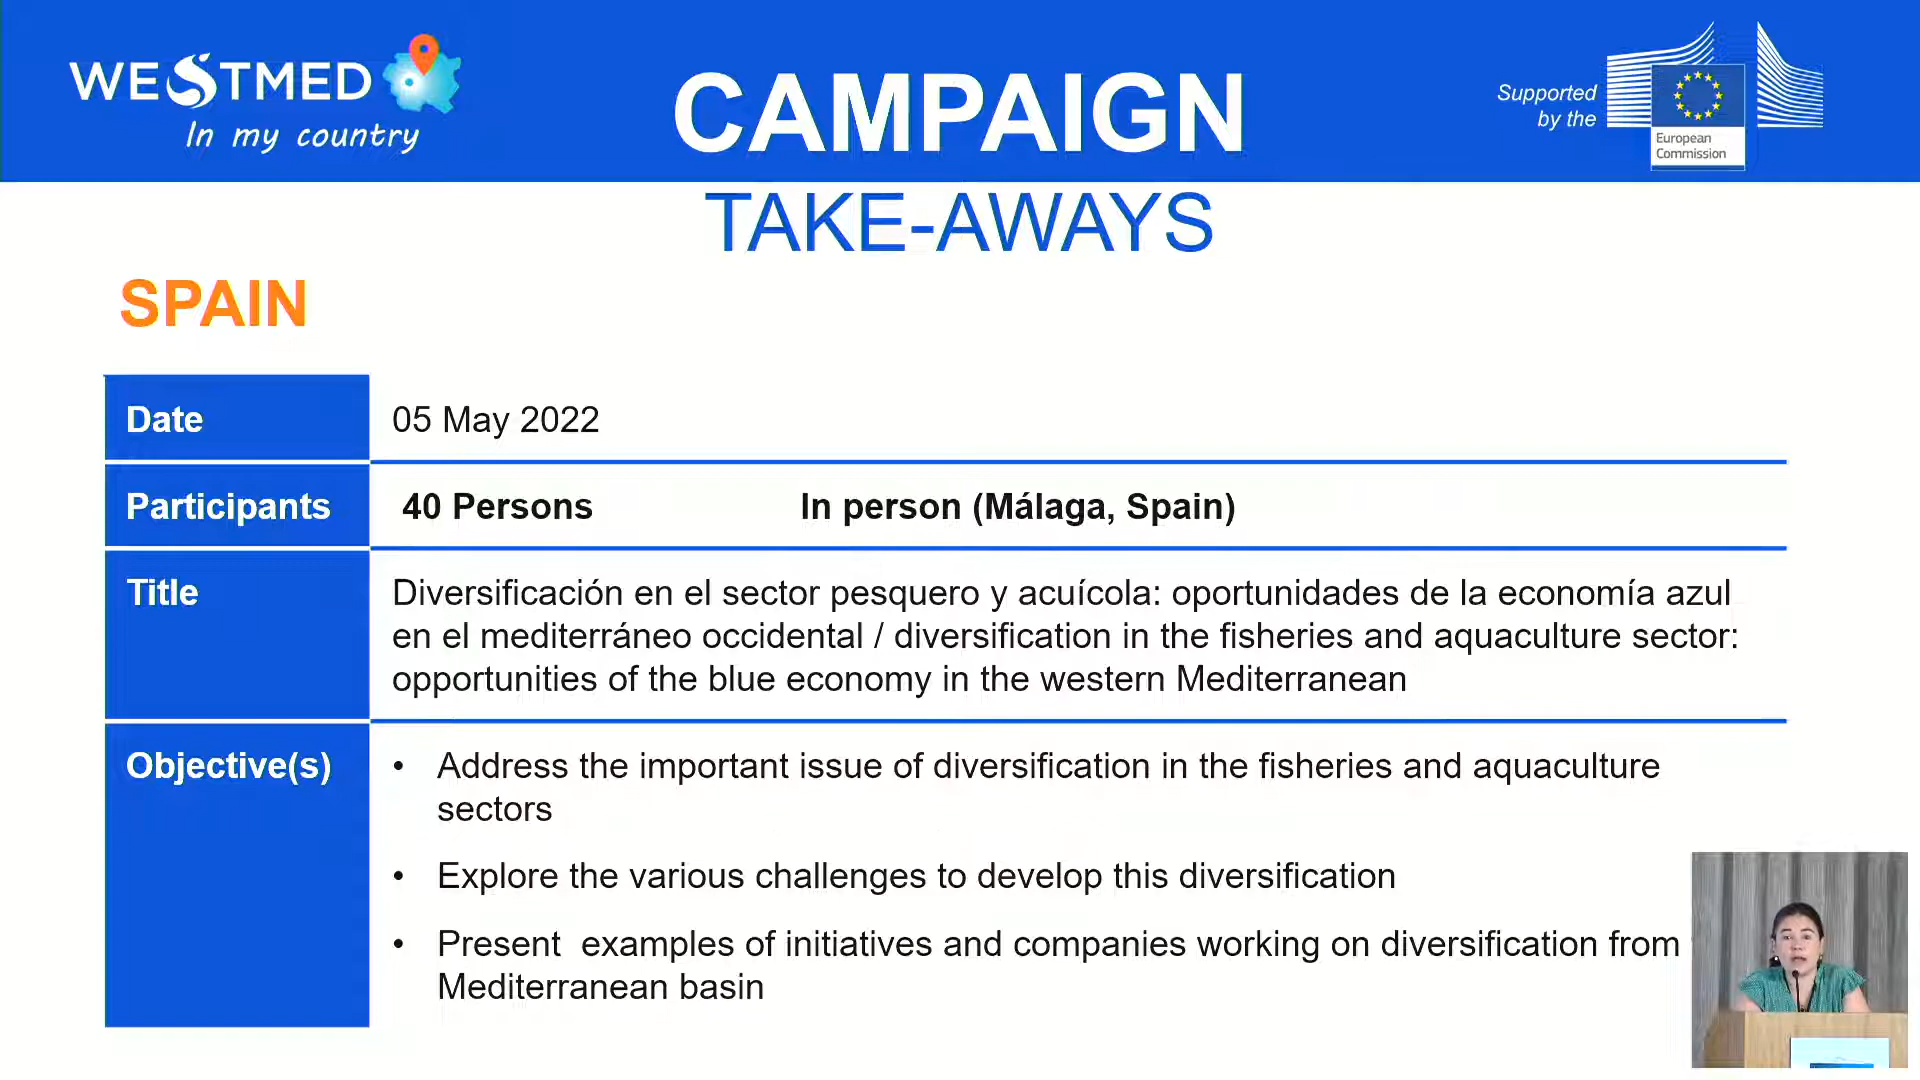 WESTMED
In my country
CAMPAIGN
Supported
by the
European
Commission
TAKE-AWAYS
SPAIN
Date
05 May 2022
Participants
40 Persons
In person (Málaga, Spain)
Title
Diversificación en el sector pesquero y acuícola: oportunidades de la economía azul
en el mediterráneo occidental / diversification in the fisheries and aquaculture sector:
opportunities of the blue economy in the western Mediterranean
Objective(s)
• Address the important issue of diversification in the fisheries and aquaculture
sectors
• Explore the various challenges to develop this diversification
• Present examples of initiatives and companies working on diversification from
Mediterranean basin